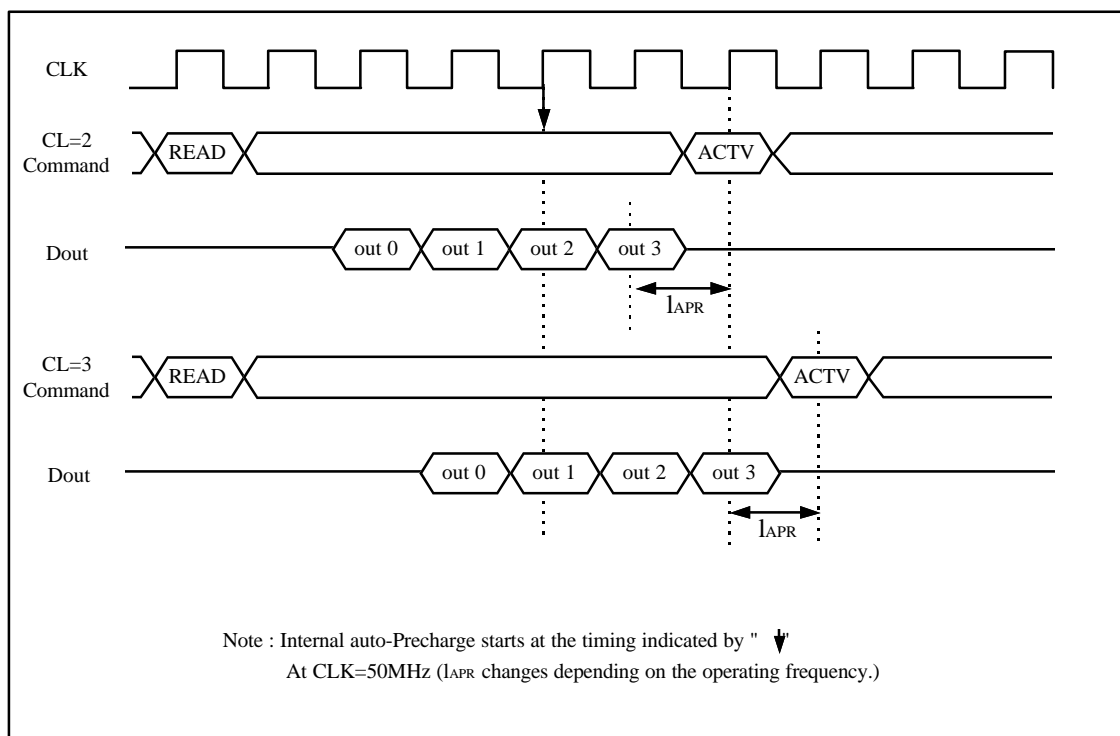 CLK
CL=2
Command
READ
ACTV
Dout
out 0
out 1
out 2
out 3
lAPR
CL=3
Command
READ
ACTV
Dout
out 0
out 1
out 2
out 3
lAPR
Note : Internal auto-Precharge starts at the timing indicated by " "
At CLK=50MHz (lAPR changes depending on the operating frequency.)